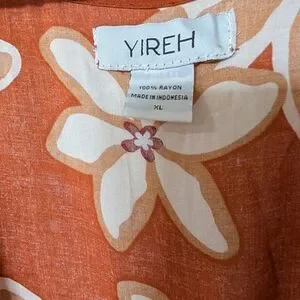 YIREH
100% RAYON
MADE IN INDONESIA
XL